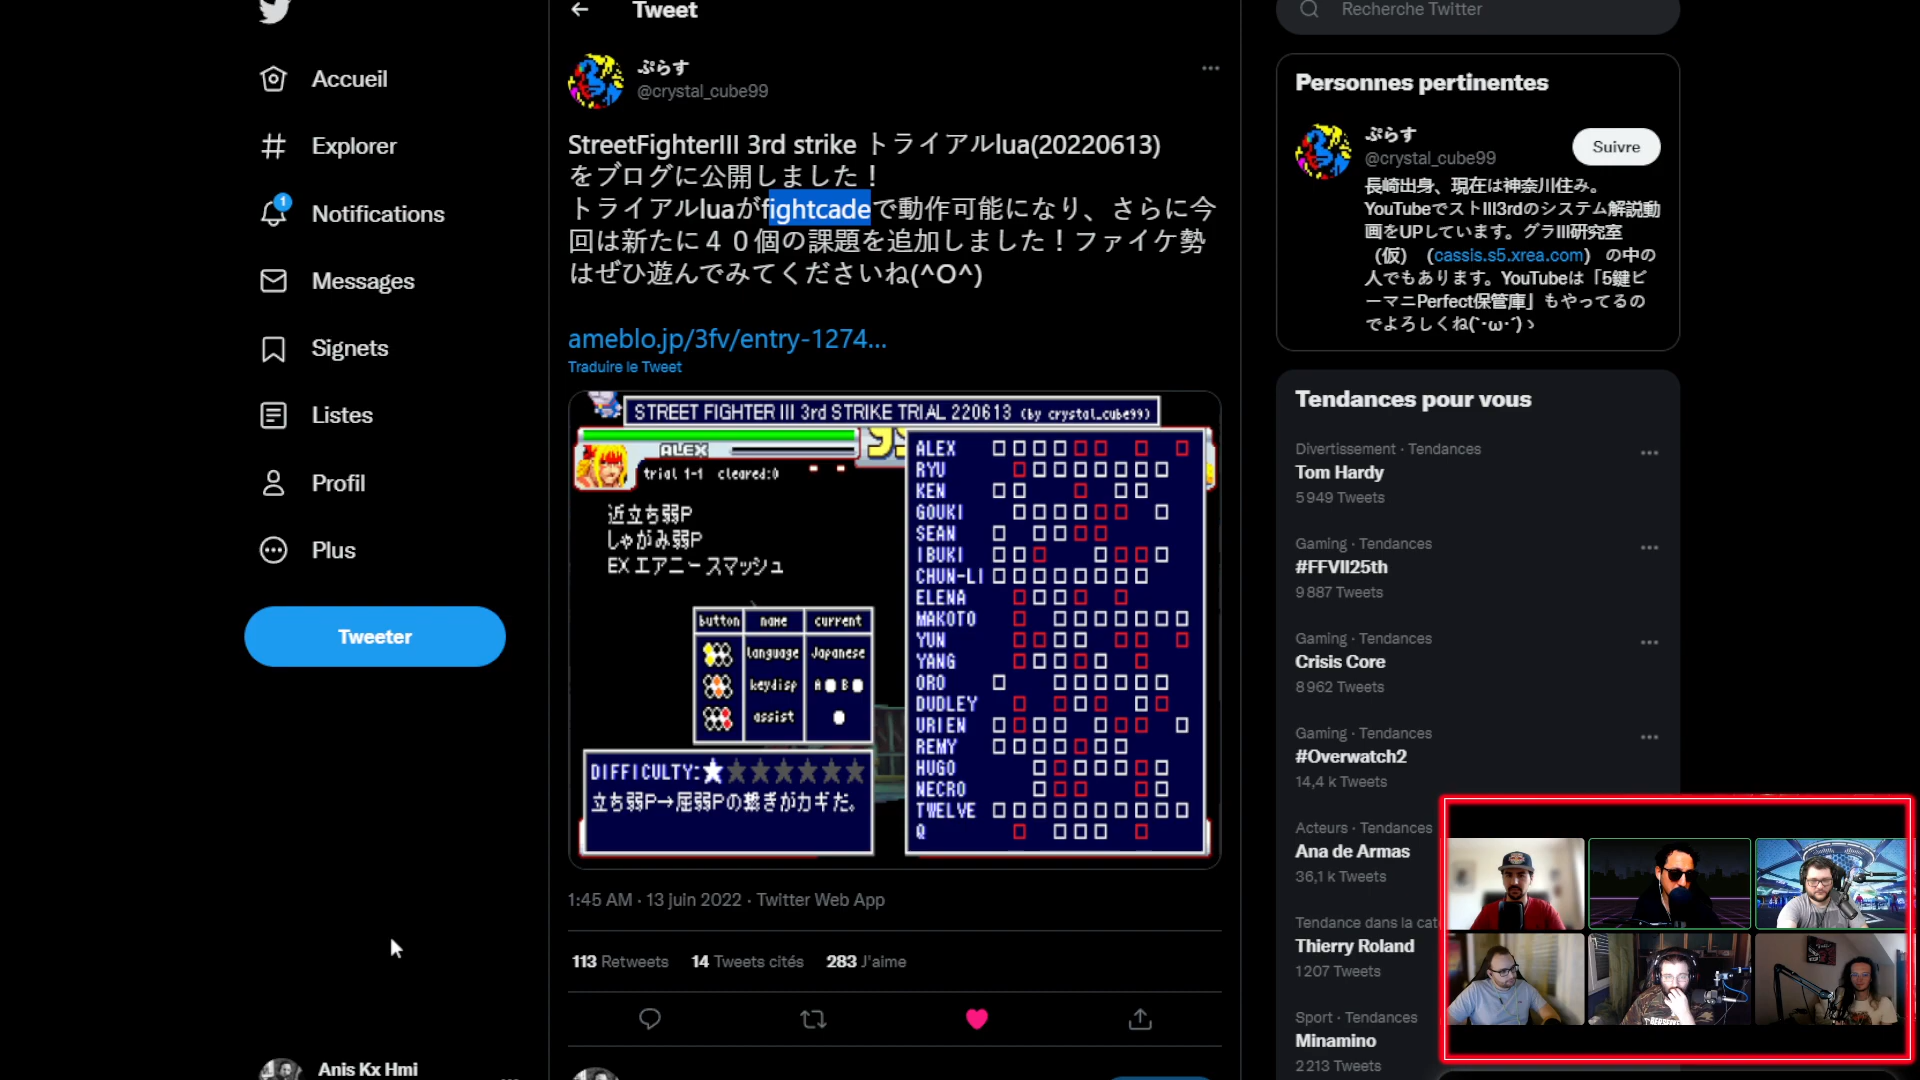 Tweet
Recherche Twitter
Accueil
Explorer
1
Notifications
Messages
Signets
Listes
Profil
Plus
Tweeter
Anis Kx Hmi
ぷらす
@crystal_cube99
StreetFighterIII 3rd strike トライアルlua(20220613)
をブログに公開しました！
トライアルluaがfightcadeで動作可能になり、さらに今
回は新たに４０個の課題を追加しました！ファイケ勢
はぜひ遊んでみてくださいね(^O^)
ameblo.jp/3fv/entry-1274...
Traduire le Tweet
STREET FIGHTER III 3rd STRIKE TRIAL 220613 (by crystal_cube99)
ALEX
trial 1-1 cleared:0
近立ち弱P
しゃがみ弱P
EXエアニースマッシュ
button name current
language Japanese
keydisp A B
assist
DIFFICULTY:★★★★★★★
立ち弱P→屈弱Pの繋ぎがカギだ。
99
ALEX
RYU
KEN
GOUKI
SEAN
IBUKI
CHUN-LI
ELENA
MAKOTO
YUN
YANG
ORO
DUDLEY
URIEN
REMY
HUGO
NECRO
TWELVE
Q
1:45 AM · 13 juin 2022 · Twitter Web App
113 Retweets 14 Tweets cités 283 J'aime
Personnes pertinentes
ぷらす
@crystal_cube99
Suivre
長崎出身、現在は神奈川住み。
YouTubeでストIII3rdのシステム解説動
画をUPしています。グラIII研究室
（仮）（cassis.s5.xrea.com） の中の
人でもあります。YouTubeは「5鍵ビ
ーマニPerfect保管庫」もやってるの
でよろしくね(`･ω･´)ゝ
Tendances pour vous
Divertissement · Tendances
Tom Hardy
5 949 Tweets
Gaming · Tendances
#FFVII25th
9 887 Tweets
Gaming · Tendances
Crisis Core
8 962 Tweets
Gaming · Tendances
#Overwatch2
14,4 k Tweets
Acteurs · Tendances
Ana de Armas
36,1 k Tweets
Tendance dans la caté
Thierry Roland
1 207 Tweets
Sport · Tendances
Minamino
2 213 Tweets